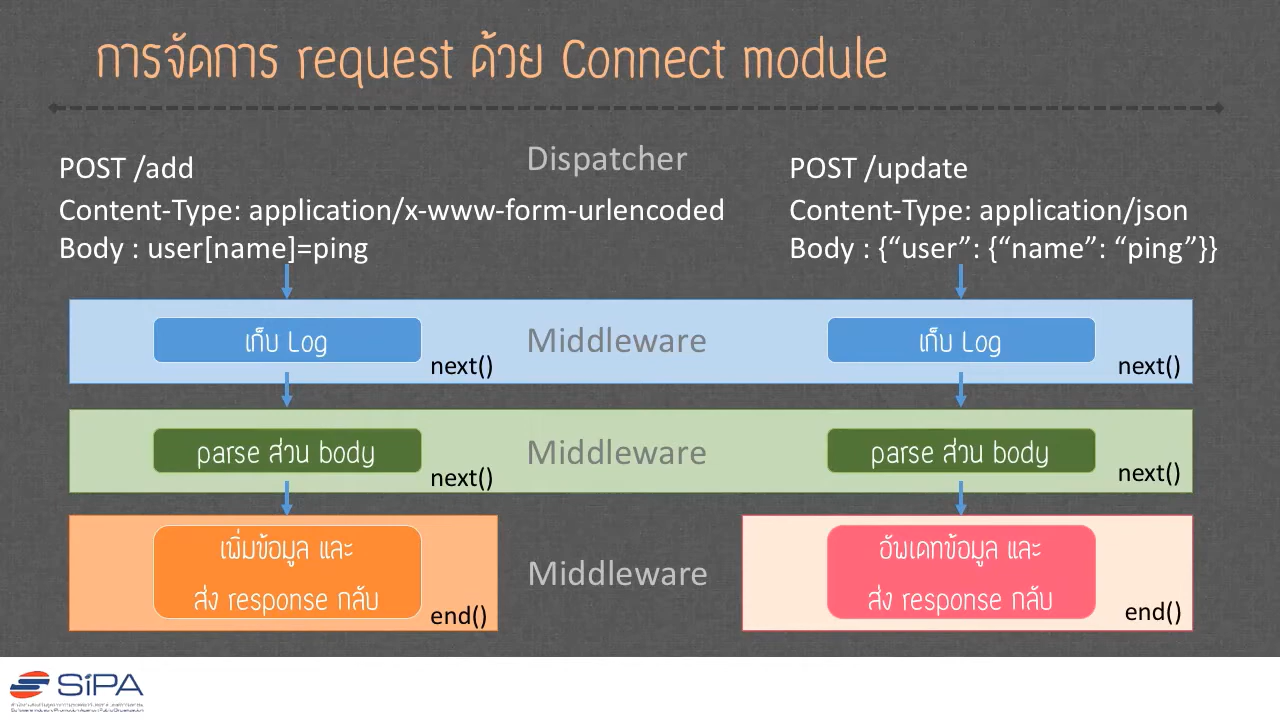 การจัดการ request ด้วย Connect module
Dispatcher
POST /add
Content-Type: application/x-www-form-urlencoded
Body : user[name]=ping
POST /update
Content-Type: application/json
Body : {“user”: {“name”: “ping”}}
เก็บ Log
next()
Middleware
เก็บ Log
next()
parse ส่วน body
next()
Middleware
parse ส่วน body
next()
เพิ่มข้อมูล และ
ส่ง response กลับ
end()
Middleware
อัพเดทข้อมูล และ
ส่ง response กลับ
end()
SiPA